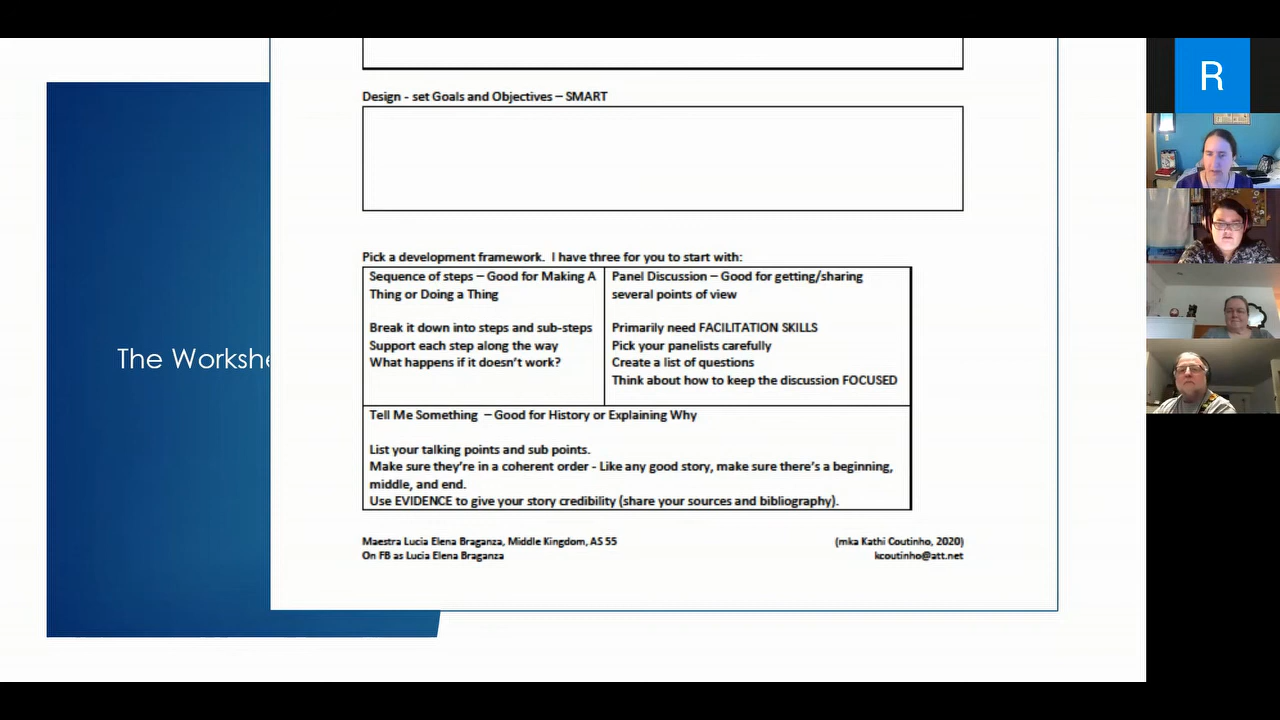 Design - set Goals and Objectives – SMART
Pick a development framework.  I have three for you to start with:
Sequence of steps – Good for Making A
Thing or Doing a Thing
Break it down into steps and sub-steps
Support each step along the way
What happens if it doesn't work?
Panel Discussion – Good for getting/sharing
several points of view
Primarily need FACILITATION SKILLS
Pick your panelists carefully
Create a list of questions
Think about how to keep the discussion FOCUSED
Tell Me Something  – Good for History or Explaining Why
List your talking points and sub points.
Make sure they're in a coherent order - Like any good story, make sure there's a beginning,
middle, and end.
Use EVIDENCE to give your story credibility (share your sources and bibliography).
Maestra Lucia Elena Braganza, Middle Kingdom, AS 55
On FB as Lucia Elena Braganza
(mka Kathi Coutinho, 2020)
kcoutinho@att.net
The Workshe
R